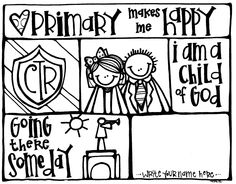 PRIMARY makes me HAPPY
CTR
i am a
CHILD
of GOD
GOING
there
SOMEDAY
write your name here